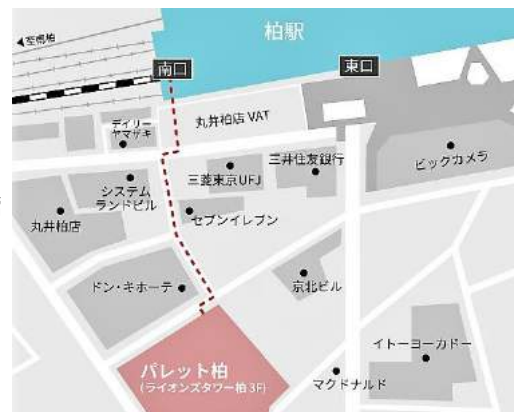 柏駅
◀至南柏
南口
東口
丸井柏店 VAT
デイリー
ヤマザキ
三井住友銀行
ビックカメラ
三菱東京UFJ
システム
ランドビル
丸井柏店
セブンイレブン
ドン・キホーテ
京北ビル
イトーヨーカドー
パレット柏
(ライオンズタワー柏 3F)
マクドナルド